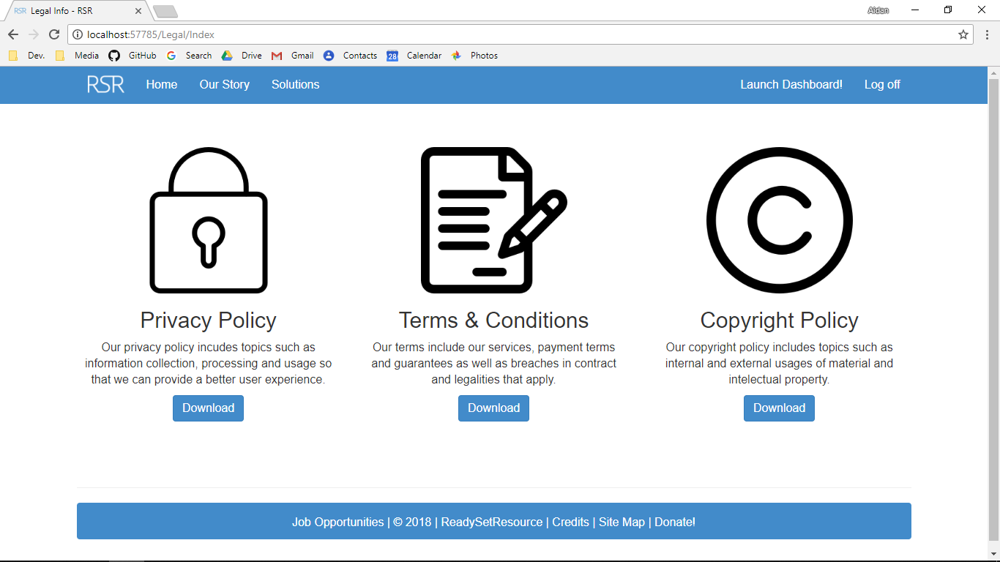 RSR Legal Info - RSR
Aidan
localhost:57785/Legal/Index
Dev. Media GitHub Search Drive Gmail 28 Calendar Contacts Photos
RSR Home Our Story Solutions Launch Dashboard! Log off
C
Privacy Policy
Our privacy policy incudes topics such as
information collection, processing and usage so
that we can provide a better user experience.
Download
Terms & Conditions
Our terms include our services, payment terms
and guarantees as well as breaches in contract
and legalities that apply.
Download
Copyright Policy
Our copyright policy includes topics such as
internal and external usages of material and
intelectual property.
Download
Job Opportunities | © 2018 | ReadySetResource | Credits | Site Map | Donate!